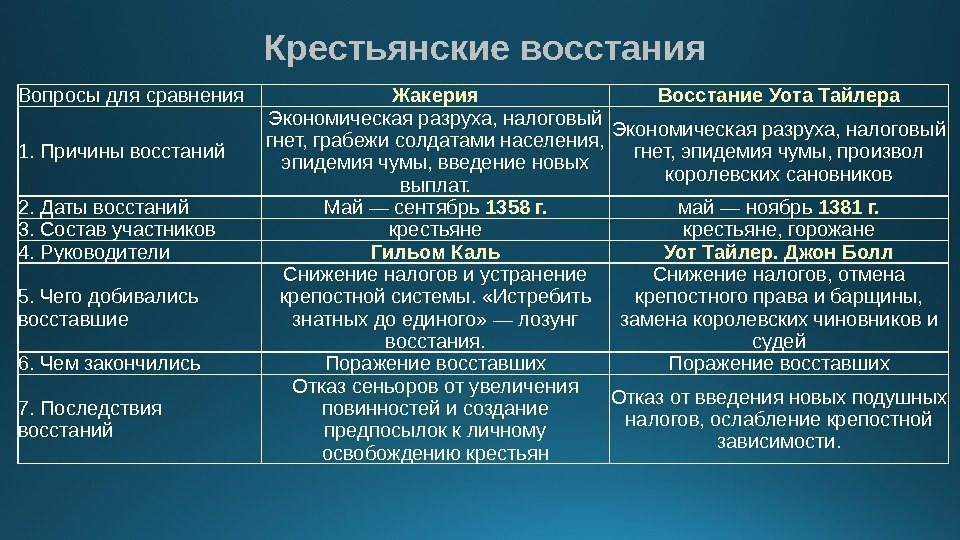 Крестьянские восстания
Вопросы для сравнения
Жакерия
Восстание Уота Тайлера
1. Причины восстаний
Экономическая разруха, налоговый
гнет, грабежи солдатами населения,
эпидемия чумы, введение новых
выплат.
Экономическая разруха, налоговый
гнет, эпидемия чумы, произвол
королевских сановников
2. Даты восстаний
Май — сентябрь 1358 г.
май — ноябрь 1381 г.
3. Состав участников
крестьяне
крестьяне, горожане
4. Руководители
Гильом Каль
Уот Тайлер. Джон Болл
5. Чего добивались
восставшие
Снижение налогов и устранение
крепостной системы. «Истребить
знатных до единого» — лозунг
восстания.
Снижение налогов, отмена
крепостного права и барщины,
замена королевских чиновников и
судей
6. Чем закончились
Поражение восставших
Поражение восставших
7. Последствия
восстаний
Отказ сеньоров от увеличения
повинностей и создание
предпосылок к личному
освобождению крестьян
Отказ от введения новых подушных
налогов, ослабление крепостной
зависимости.